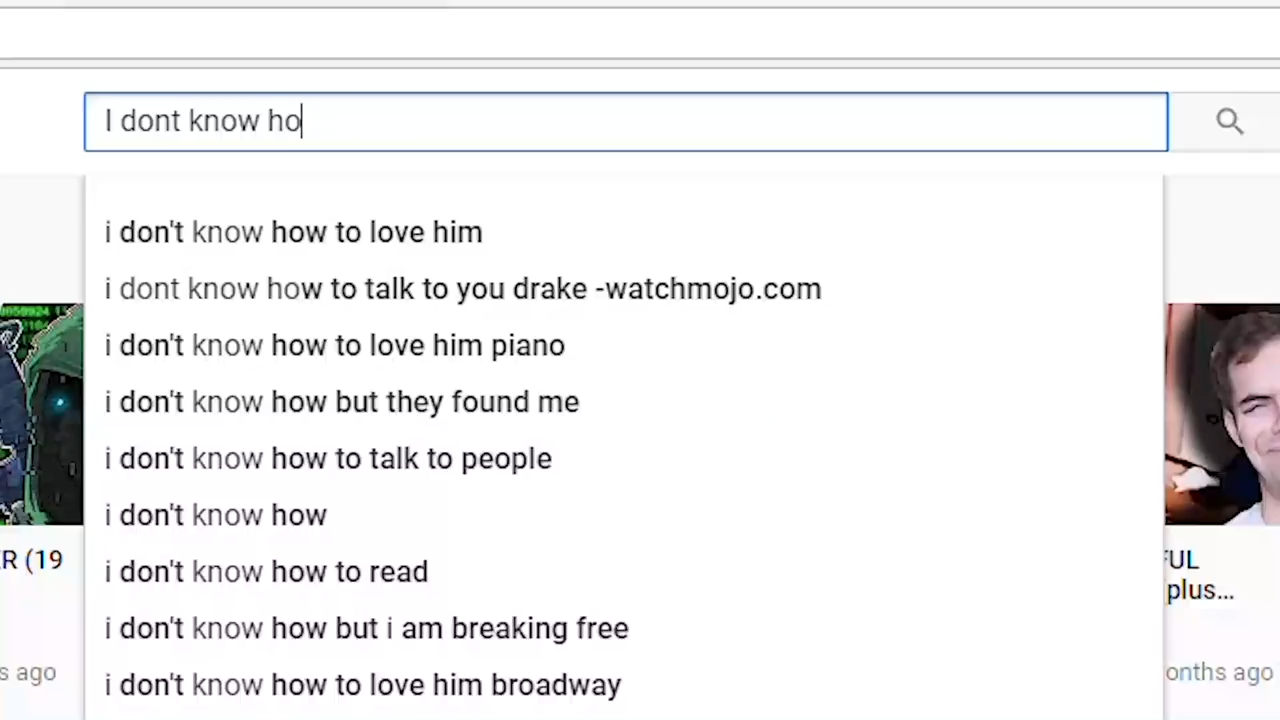 I dont know ho
i don't know how to love him
i dont know how to talk to you drake -watchmojo.com
i don't know how to love him piano
i don't know how but they found me
i don't know how to talk to people
i don't know how
i don't know how to read
i don't know how but i am breaking free
i don't know how to love him broadway
R (19
FUL
plus...
s ago
onths ago